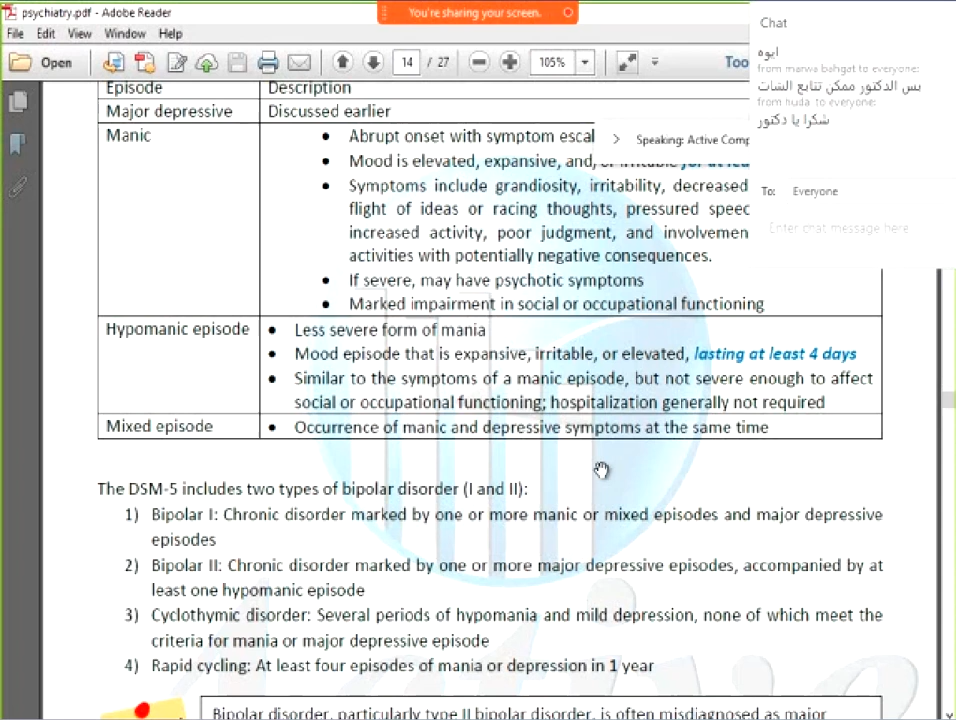 psychiatry.pdf - Adobe Reader
You're sharing your screen.
File Edit View Window Help
Open 14 / 27 105% Too
Episode Description
Major depressive Discussed earlier
Manic
• Abrupt onset with symptom escal
• Mood is elevated, expensive, and,
• Symptoms include grandiosity, irritability, decreased
flight of ideas or racing thoughts, pressured speec
increased activity, poor judgment, and involvemen
activities with potentially negative consequences.
• If severe, may have psychotic symptoms
• Marked impairment in social or occupational functioning
Hypomanic episode
• Less severe form of mania
• Mood episode that is expansive, irritable, or elevated, lasting at least 4 days
• Similar to the symptoms of a manic episode, but not severe enough to affect
social or occupational functioning; hospitalization generally not required
Mixed episode • Occurrence of manic and depressive symptoms at the same time
The DSM-5 includes two types of bipolar disorder (I and II):
1) Bipolar I: Chronic disorder marked by one or more manic or mixed episodes and major depressive
episodes
2) Bipolar II: Chronic disorder marked by one or more major depressive episodes, accompanied by at
least one hypomanic episode
3) Cyclothymic disorder: Several periods of hypomania and mild depression, none of which meet the
criteria for mania or major depressive episode
4) Rapid cycling: At least four episodes of mania or depression in 1 year
Bipolar disorder, particularly type II bipolar disorder, is often misdiagnosed as major
Speaking: Active Comp
Chat
ايوه
from marwa bahgat to everyone:
بس الدكتور ممكن تتابع الشات
from huda to everyone:
شكرا يا دكتور
To: Everyone
Enter chat message here